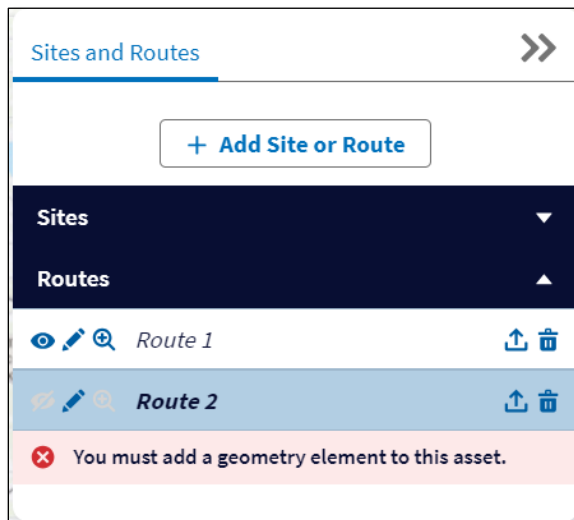 Sites and Routes
+ Add Site or Route
Sites
Routes
Route 1
Route 2
You must add a geometry element to this asset.